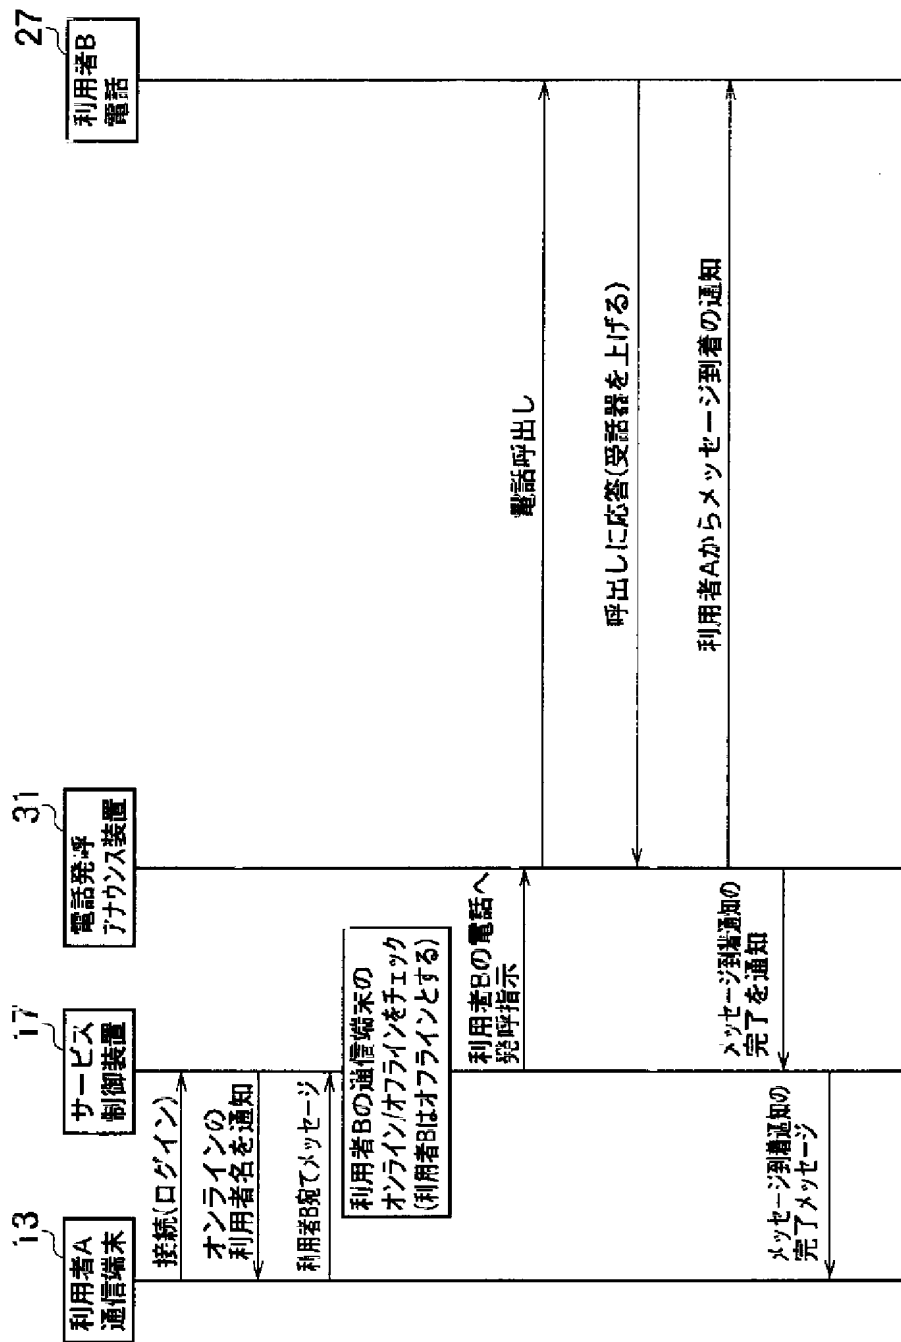 13
利用者A
通信端末
17
サービス
制御装置
31
電話発呼
アナウンス装置
27
利用者B
電話
接続(ログイン)
オンラインの
利用者名を通知
利用者B宛てメッセージ
利用者Bの通信端末の
オンライン/オフラインをチェック
(利用者Bはオフラインとする)
利用者Bの電話へ
発呼指示
電話呼出し
呼出しに応答(受話器を上げる)
利用者Aからメッセージ到着の通知
メッセージ到着通知の
完了を通知
メッセージ到着通知の
完了メッセージ